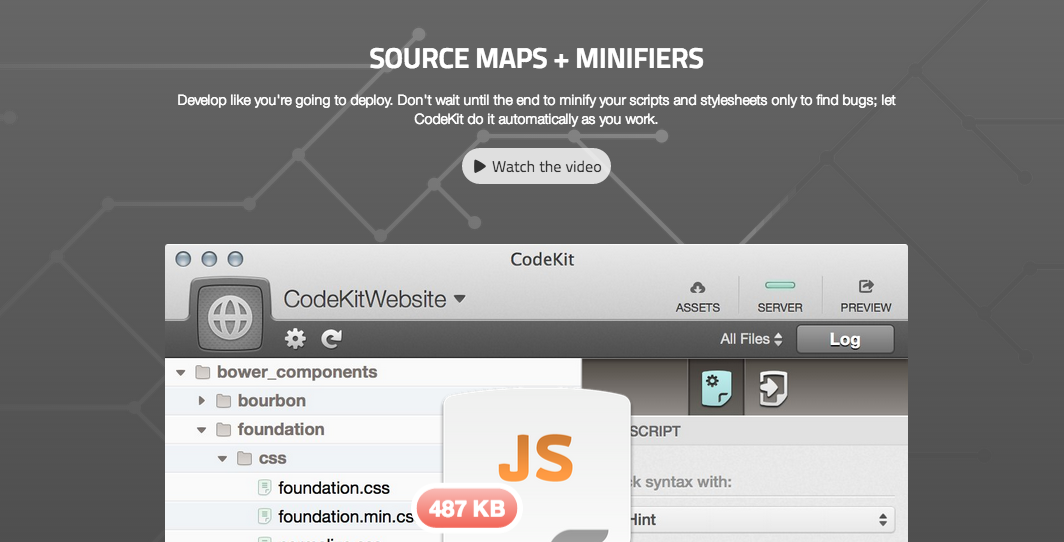 SOURCE MAPS + MINIFIERS
Develop like you're going to deploy. Don't wait until the end to minify your scripts and stylesheets only to find bugs; let
CodeKit do it automatically as you work.
Watch the video
CodeKit
CodeKitWebsite
ASSETS
SERVER
PREVIEW
All Files
Log
bower_components
bourbon
foundation
css
foundation.css
foundation.min.cs
JS
487 KB
SCRIPT
k syntax with:
Hint